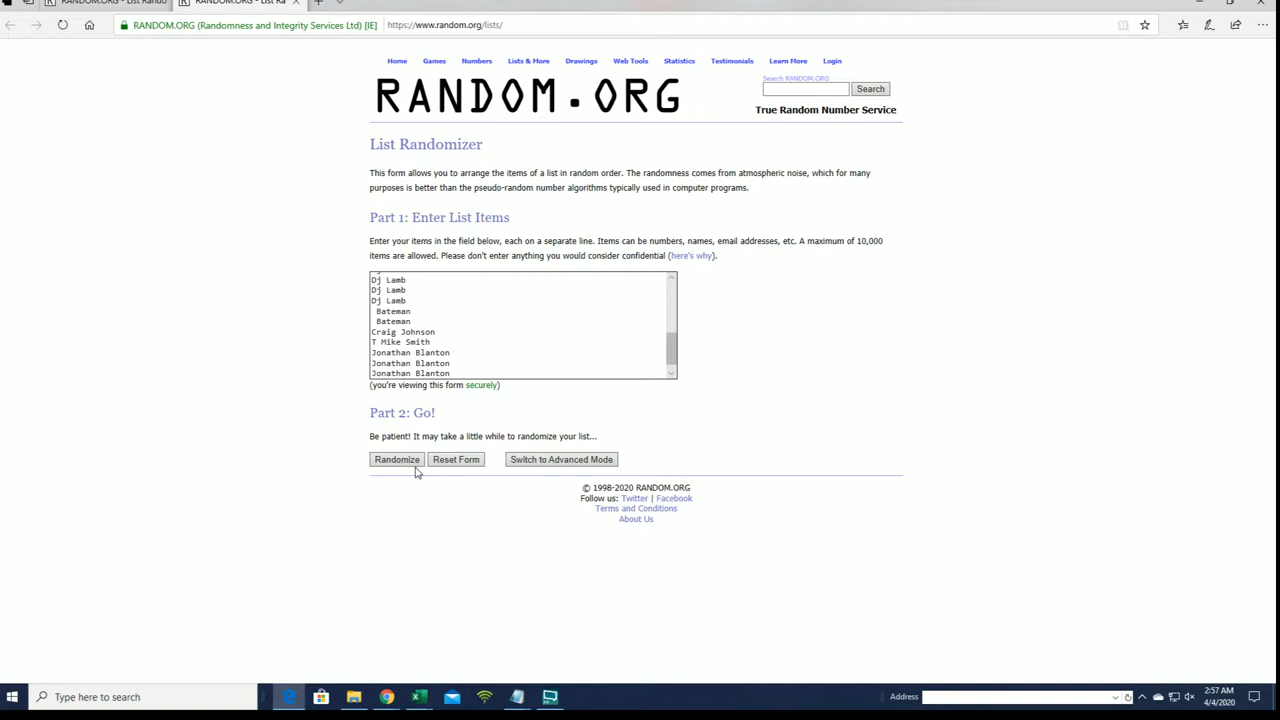 RANDOM.ORG - List Rando
RANDOM.ORG - List Ra
RANDOM.ORG (Randomness and Integrity Services Ltd) [IE]
https://www.random.org/lists/
Home Games Numbers Lists & More Drawings Web Tools Statistics Testimonials Learn More Login
RANDOM.ORG
Search RANDOM.ORG
Search
True Random Number Service
List Randomizer
This form allows you to arrange the items of a list in random order. The randomness comes from atmospheric noise, which for many
purposes is better than the pseudo-random number algorithms typically used in computer programs.
Part 1: Enter List Items
Enter your items in the field below, each on a separate line. Items can be numbers, names, email addresses, etc. A maximum of 10,000
items are allowed. Please don't enter anything you would consider confidential (here's why).
Dj Lamb
Dj Lamb
Dj Lamb
Bateman
Bateman
Craig Johnson
T Mike Smith
Jonathan Blanton
Jonathan Blanton
Jonathan Blanton
(you're viewing this form securely)
Part 2: Go!
Be patient! It may take a little while to randomize your list...
Randomize Reset Form Switch to Advanced Mode
© 1998-2020 RANDOM.ORG
Follow us: Twitter | Facebook
Terms and Conditions
About Us
Type here to search
Address
2:57 AM
4/4/2020